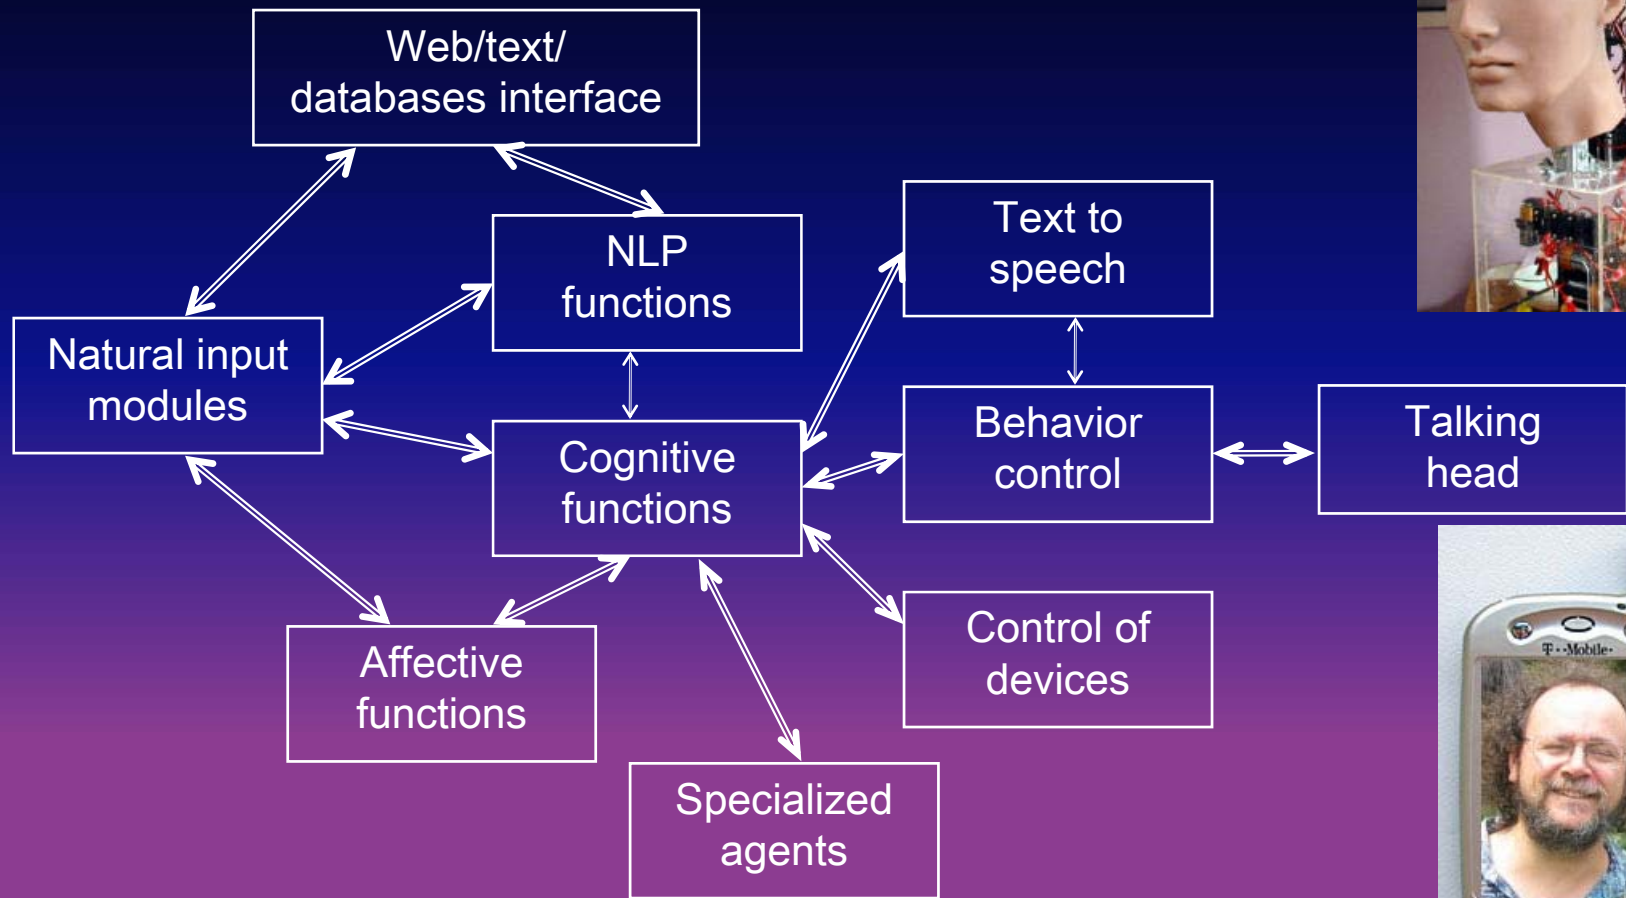 Web/text/
databases interface
NLP
functions
Text to
speech
Natural input
modules
Cognitive
functions
Behavior
control
Talking
head
Affective
functions
Control of
devices
Specialized
agents
T··Mobile·